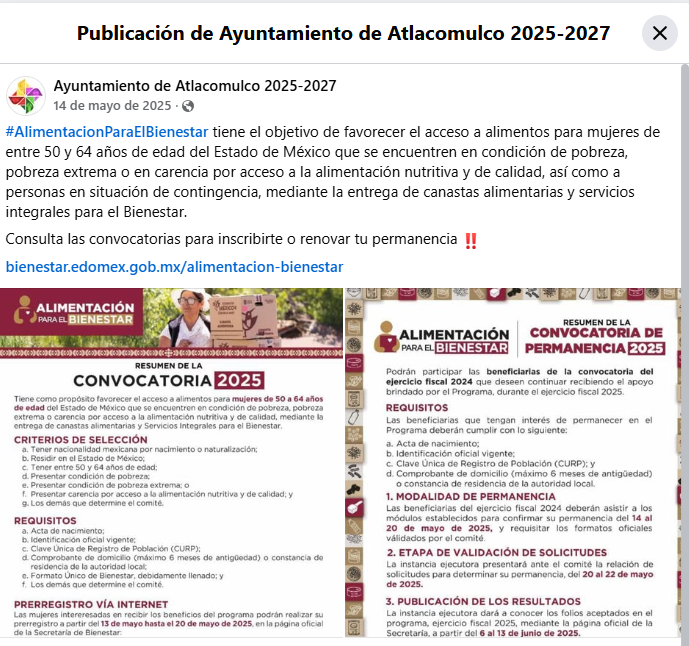 Publicación de Ayuntamiento de Atlacomulco 2025-2027
Ayuntamiento de Atlacomulco 2025-2027
14 de mayo de 2025 ·
#AlimentacionParaElBienestar tiene el objetivo de favorecer el acceso a alimentos para mujeres de
entre 50 y 64 años de edad del Estado de México que se encuentren en condición de pobreza,
pobreza extrema o en carencia por acceso a la alimentación nutritiva y de calidad, así como a
personas en situación de contingencia, mediante la entrega de canastas alimentarias y servicios
integrales para el Bienestar.
Consulta las convocatorias para inscribirte o renovar tu permanencia ‼️
bienestar.edomex.gob.mx/alimentacion-bienestar
ALIMENTACIÓN
PARA EL BIENESTAR
RESUMEN DE LA
CONVOCATORIA 2025
Tiene como propósito favorecer el acceso a alimentos para mujeres de 50 a 64 años
de edad del Estado de México que se encuentren en condición de pobreza, pobreza
extrema o carencia por acceso a la alimentación nutritiva y de calidad, mediante la
entrega de canastas alimentarias y Servicios Integrales para el Bienestar.
CRITERIOS DE SELECCIÓN
a. Tener nacionalidad mexicana por nacimiento o naturalización;
b. Residir en el Estado de México;
c. Tener entre 50 y 64 años de edad;
d. Presentar condición de pobreza;
e. Presentar condición de pobreza extrema; o
f. Presentar carencia por acceso a la alimentación nutritiva y de calidad; y
g. Los demás que determine el comité.
REQUISITOS
a. Acta de nacimiento;
b. Identificación oficial vigente;
c. Clave Única de Registro de Población (CURP);
d. Comprobante de domicilio (máximo 6 meses de antigüedad) o constancia de
residencia de la autoridad local;
e. Formato Único de Bienestar, debidamente llenado; y
f. Los demás que determine el comité.
PRERREGISTRO VÍA INTERNET
Las mujeres interesadas en recibir los beneficios del programa podrán realizar su
prerregistro a partir del 13 de mayo hasta el 20 de mayo de 2025, en la página oficial
de la Secretaría de Bienestar:
ALIMENTACIÓN
PARA EL BIENESTAR
RESUMEN DE LA
CONVOCATORIA DE
PERMANENCIA 2025
Podrán participar las beneficiarias de la convocatoria del
ejercicio fiscal 2024 que deseen continuar recibiendo el apoyo
brindado por el Programa, durante el ejercicio fiscal 2025.
REQUISITOS
Las beneficiarias que tengan interés de permanecer en el
Programa deberán cumplir con lo siguiente:
a. Acta de nacimiento;
b. Identificación oficial vigente;
c. Clave Única de Registro de Población (CURP); y
d. Comprobante de domicilio (máximo 6 meses de antigüedad)
o constancia de residencia de la autoridad local.
1. MODALIDAD DE PERMANENCIA
Las beneficiarias del ejercicio fiscal 2024 deberán asistir a los
módulos establecidos para confirmar su permanencia del 14 al
20 de mayo de 2025, y requisitar los formatos oficiales
válidados por el comité.
2. ETAPA DE VALIDACIÓN DE SOLICITUDES
La instancia ejecutora presentará ante el comité la relación de
solicitudes para determinar su permanencia, del 20 al 22 de mayo
de 2025.
3. PUBLICACIÓN DE LOS RESULTADOS
La instancia ejecutora dará a conocer los folios aceptados en el
programa, ejercicio fiscal 2025, mediante la página oficial de la
Secretaría, a partir del 6 al 13 de junio de 2025.